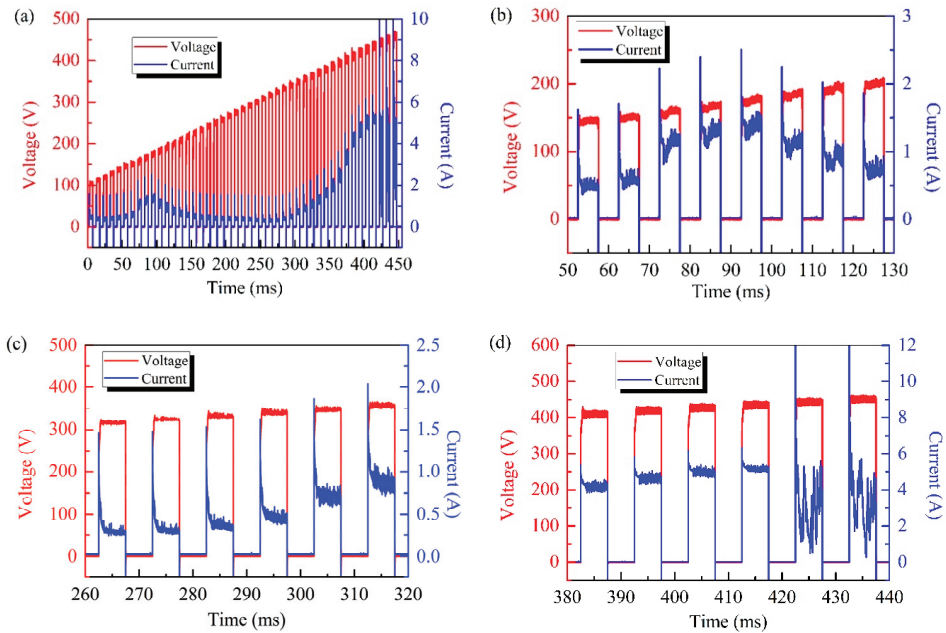 (a)
500
400
300
200
100
0
Voltage (V)
Voltage
Current
10
8
6
4
2
0
Current (A)
0 50 100 150 200 250 300 350 400 450
Time (ms)
(b)
300
200
100
0
Voltage (V)
Voltage
Current
3
2
1
0
Current (A)
50 60 70 80 90 100 110 120 130
Time (ms)
(c)
500
400
300
200
100
0
Voltage (V)
Voltage
Current
2.5
2.0
1.5
1.0
0.5
0.0
Current (A)
260 270 280 290 300 310 320
Time (ms)
(d)
600
500
400
300
200
100
0
Voltage (V)
Voltage
Current
12
10
8
6
4
2
0
Current (A)
380 390 400 410 420 430 440
Time (ms)